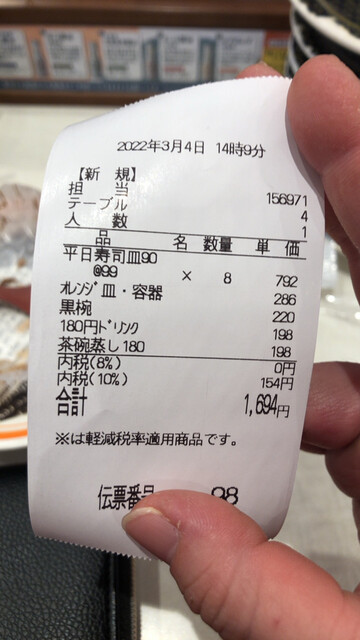 2022年3月4日 14時9分
【新 規】
担 当 156971
テーブル 4
人 数 1
品 名 数量 単 価
平日寿司皿90
@99 × 8 792
オレンジ皿・容器 286
黒椀 220
180円ドリンク 198
茶碗蒸し180 198
内税(8%) 0円
内税(10%) 154円
合計 1,694円
※は軽減税率適用商品です。
伝票番号 98